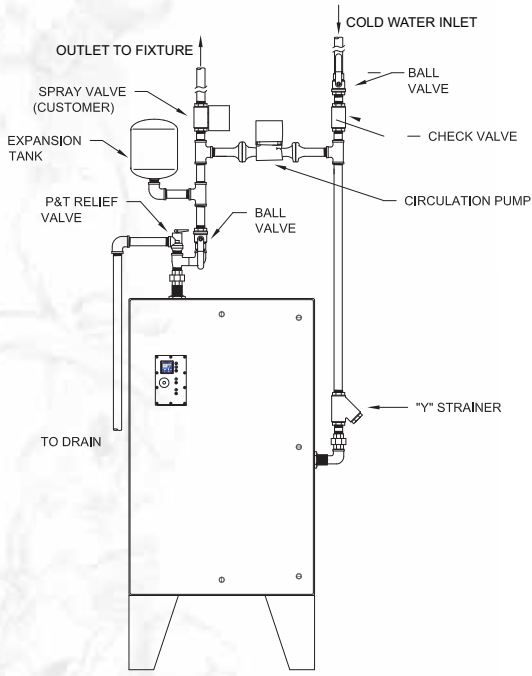 COLD WATER INLET
OUTLET TO FIXTURE
BALL
VALVE
SPRAY VALVE
(CUSTOMER)
CHECK VALVE
EXPANSION
TANK
CIRCULATION PUMP
P&T RELIEF
VALVE
BALL
VALVE
"Y" STRAINER
TO DRAIN